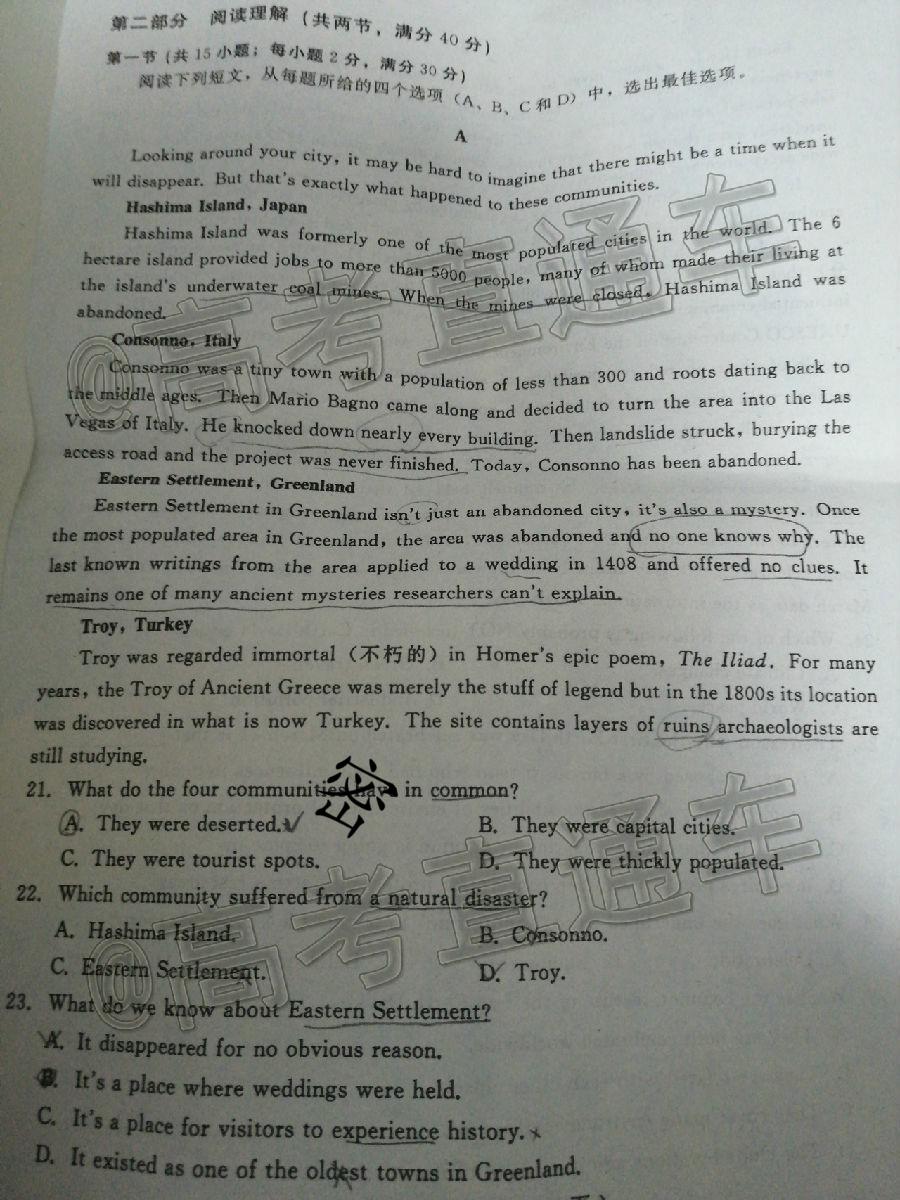 第二部分 阅读理解（共两节，满分 40 分）
第一节（共 15 小题；每小题 2 分，满分 30 分）
阅读下列短文，从每题所给的四个选项（A、B、C 和 D）中，选出最佳选项。
A
Looking around your city, it may be hard to imagine that there might be a time when it
will disappear. But that's exactly what happened to these communities.
Hashima Island, Japan
Hashima Island was formerly one of the most populated cities in the world. The 6
hectare island provided jobs to more than 5000 people, many of whom made their living at
the island's underwater coal mines. When the mines were closed, Hashima Island was
abandoned.
Consonno, Italy
Consonno was a tiny town with a population of less than 300 and roots dating back to
the middle ages. Then Mario Bagno came along and decided to turn the area into the Las
Vegas of Italy. He knocked down nearly every building. Then landslide struck, burying the
access road and the project was never finished. Today, Consonno has been abandoned.
Eastern Settlement, Greenland
Eastern Settlement in Greenland isn't just an abandoned city, it's also a mystery. Once
the most populated area in Greenland, the area was abandoned and no one knows why. The
last known writings from the area applied to a wedding in 1408 and offered no clues. It
remains one of many ancient mysteries researchers can't explain.
Troy, Turkey
Troy was regarded immortal（不朽的）in Homer's epic poem, The Iliad. For many
years, the Troy of Ancient Greece was merely the stuff of legend but in the 1800s its location
was discovered in what is now Turkey. The site contains layers of ruins archaeologists are
still studying.
21. What do the four communities have in common?
A. They were deserted.
B. They were capital cities.
C. They were tourist spots.
D. They were thickly populated.
22. Which community suffered from a natural disaster?
A. Hashima Island.
B. Consonno.
C. Eastern Settlement.
D. Troy.
23. What do we know about Eastern Settlement?
A. It disappeared for no obvious reason.
B. It's a place where weddings were held.
C. It's a place for visitors to experience history.
D. It existed as one of the oldest towns in Greenland.
密
@高考直通车
@高考直通车